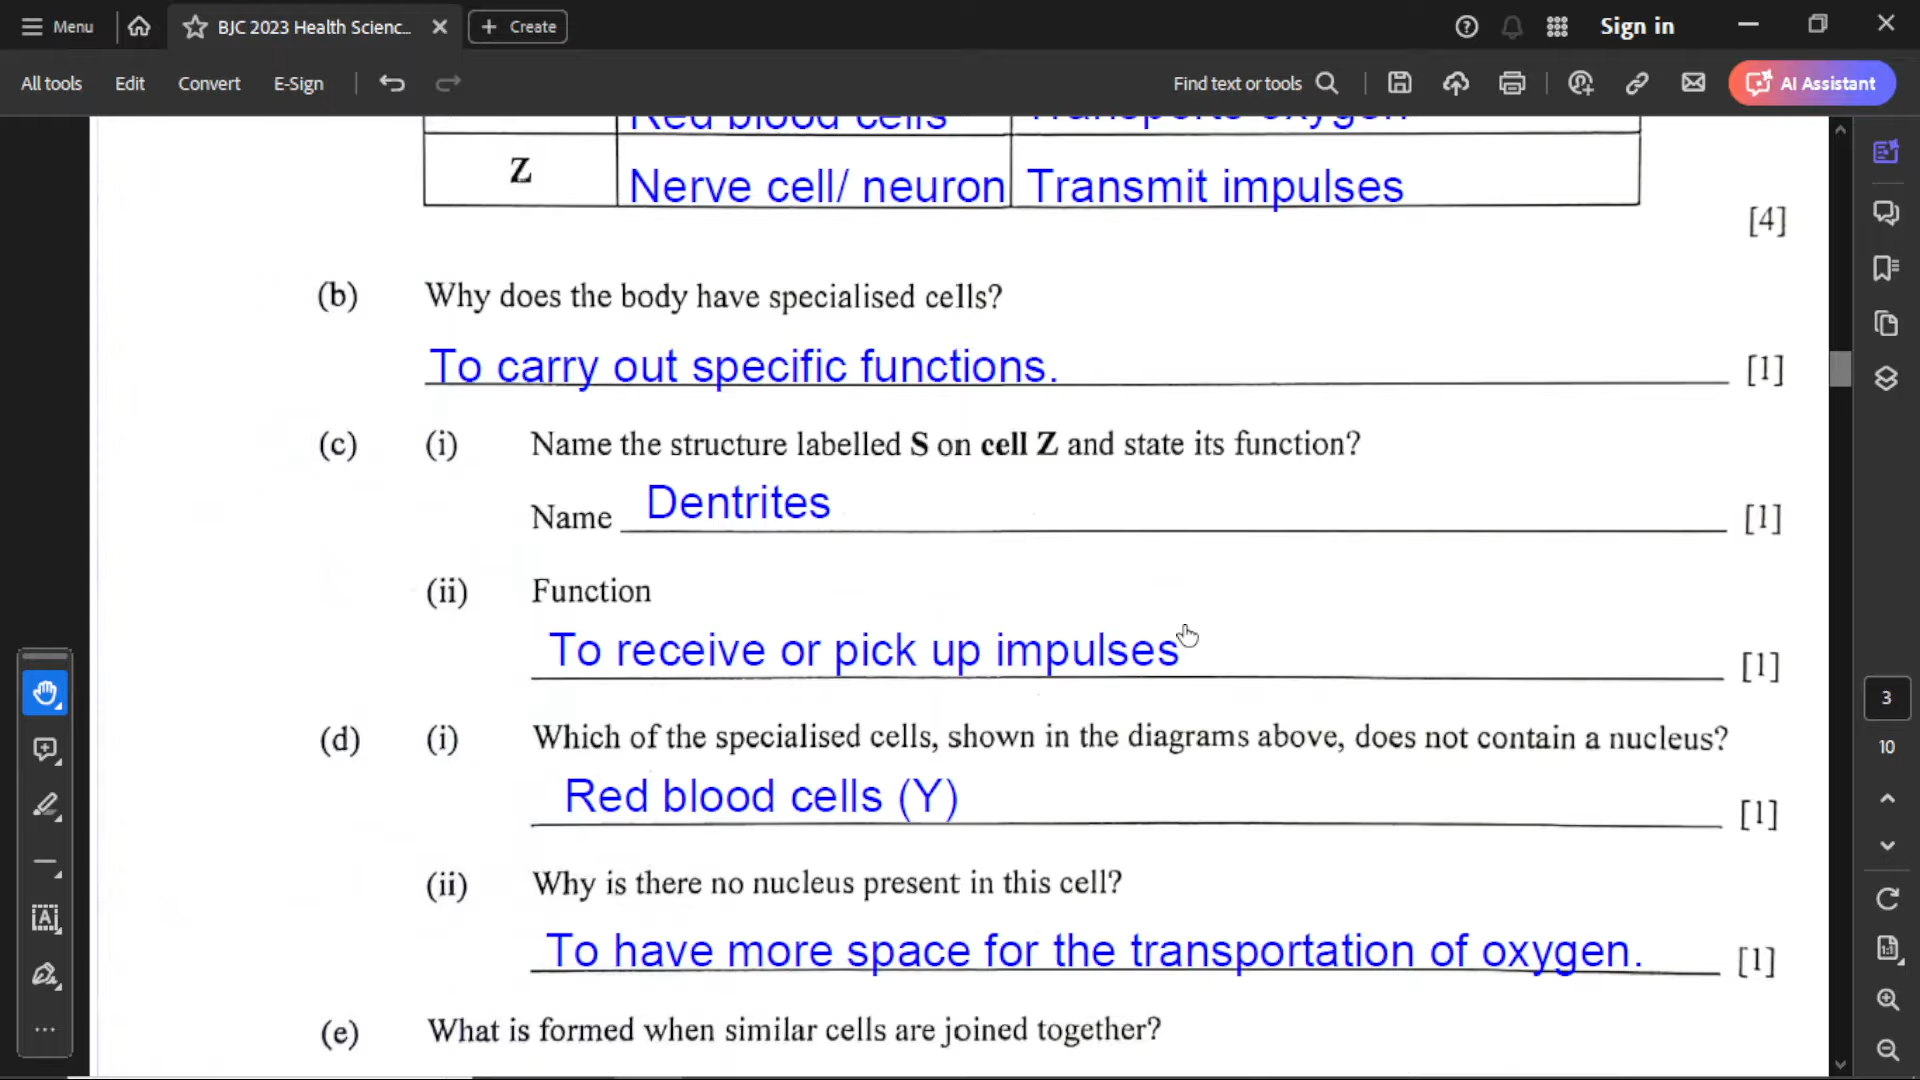 Menu
BJC 2023 Health Scienc...
Create
Sign in
All tools
Edit
Convert
E-Sign
Find text or tools
AI Assistant
Red blood cells
Transports oxygen
Z
Nerve cell/ neuron
Transmit impulses
[4]
(b) Why does the body have specialised cells?
To carry out specific functions. [1]
(c) (i) Name the structure labelled S on cell Z and state its function?
Name Dentrites [1]
(ii) Function
To receive or pick up impulses [1]
(d) (i) Which of the specialised cells, shown in the diagrams above, does not contain a nucleus?
Red blood cells (Y) [1]
(ii) Why is there no nucleus present in this cell?
To have more space for the transportation of oxygen. [1]
(e) What is formed when similar cells are joined together?
3
10